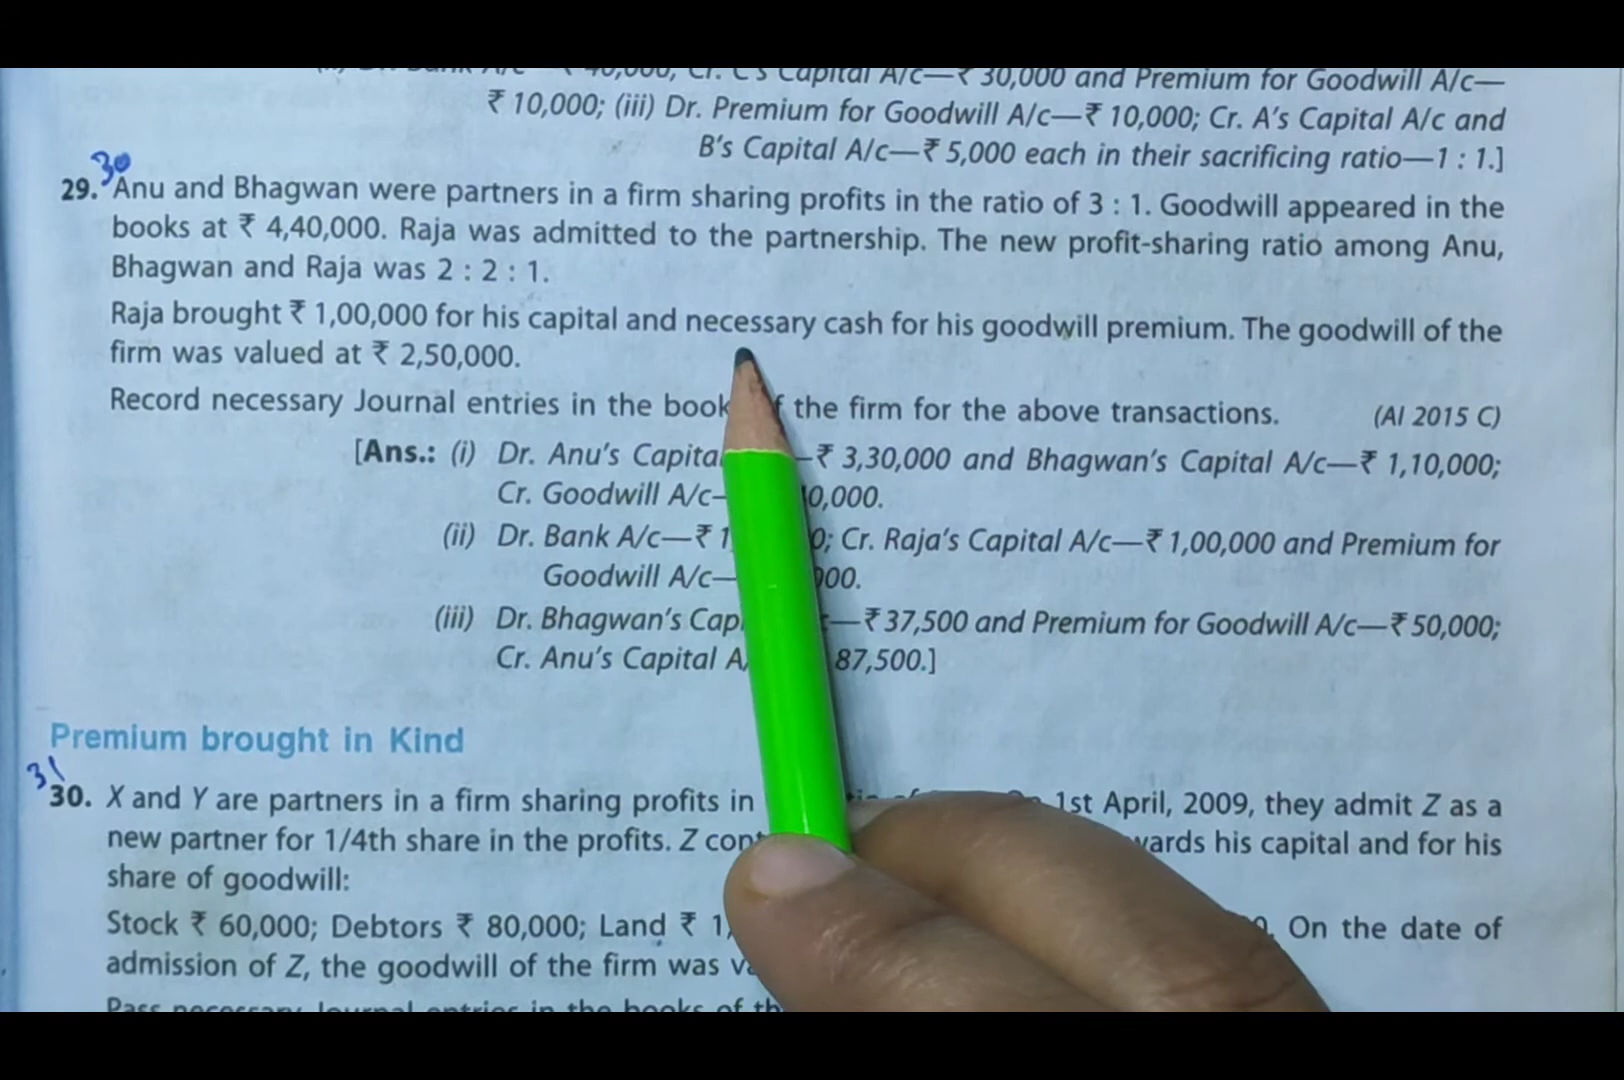 ₹ 30,000 and Premium for Goodwill A/c—
₹ 10,000; (iii) Dr. Premium for Goodwill A/c—₹ 10,000; Cr. A's Capital A/c and
B's Capital A/c—₹ 5,000 each in their sacrificing ratio—1 : 1.]
30
29. Anu and Bhagwan were partners in a firm sharing profits in the ratio of 3 : 1. Goodwill appeared in the
books at ₹ 4,40,000. Raja was admitted to the partnership. The new profit-sharing ratio among Anu,
Bhagwan and Raja was 2 : 2 : 1.
Raja brought ₹ 1,00,000 for his capital and necessary cash for his goodwill premium. The goodwill of the
firm was valued at ₹ 2,50,000.
Record necessary Journal entries in the the firm for the above transactions. (AI 2015 C)
[Ans.: (i) Dr. Anu's ₹ 3,30,000 and Bhagwan's Capital A/c—₹ 1,10,000;
Cr. Goodwill A/c—
(ii) Dr. Bank A/c—₹ Cr. Raja's Capital A/c—₹ 1,00,000 and Premium for
Goodwill A/c—
(iii) Dr. Bhagwan's —₹ 37,500 and Premium for Goodwill A/c—₹ 50,000;
Cr. Anu's Capital 87,500.]
Premium brought in Kind
31
30. X and Y are partners in a firm sharing profits in 1st April, 2009, they admit Z as a
new partner for 1/4th share in the profits. Z his capital and for his
share of goodwill:
Stock ₹ 60,000; Debtors ₹ 80,000; Land ₹ On the date of
admission of Z, the goodwill of the firm was